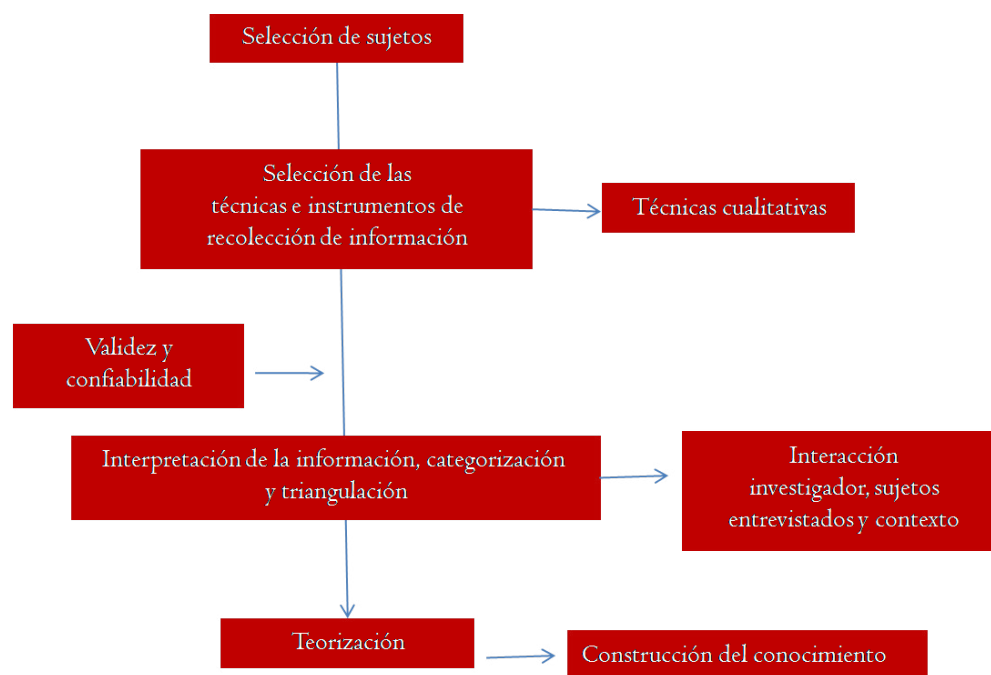 Selección de sujetos
Selección de las
técnicas e instrumentos de
recolección de información
Técnicas cualitativas
Validez y
confiabilidad
Interpretación de la información, categorización
y triangulación
Interacción
investigador, sujetos
entrevistados y contexto
Teorización
Construcción del conocimiento